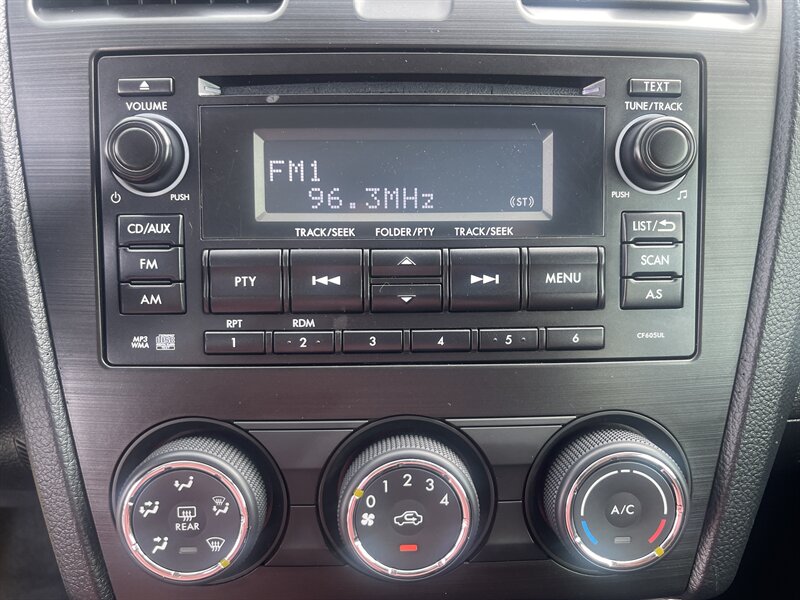 TEXT
VOLUME
TUNE/TRACK
FM1
96.3MHz
(ST)
PUSH
PUSH
TRACK/SEEK
FOLDER/PTY
TRACK/SEEK
CD/AUX
LIST/
FM
PTY
MENU
SCAN
AM
A.S
RPT
RDM
MP3
WMA
1
2
3
4
5
6
CF605UL
REAR
0 1 2 3 4
A/C